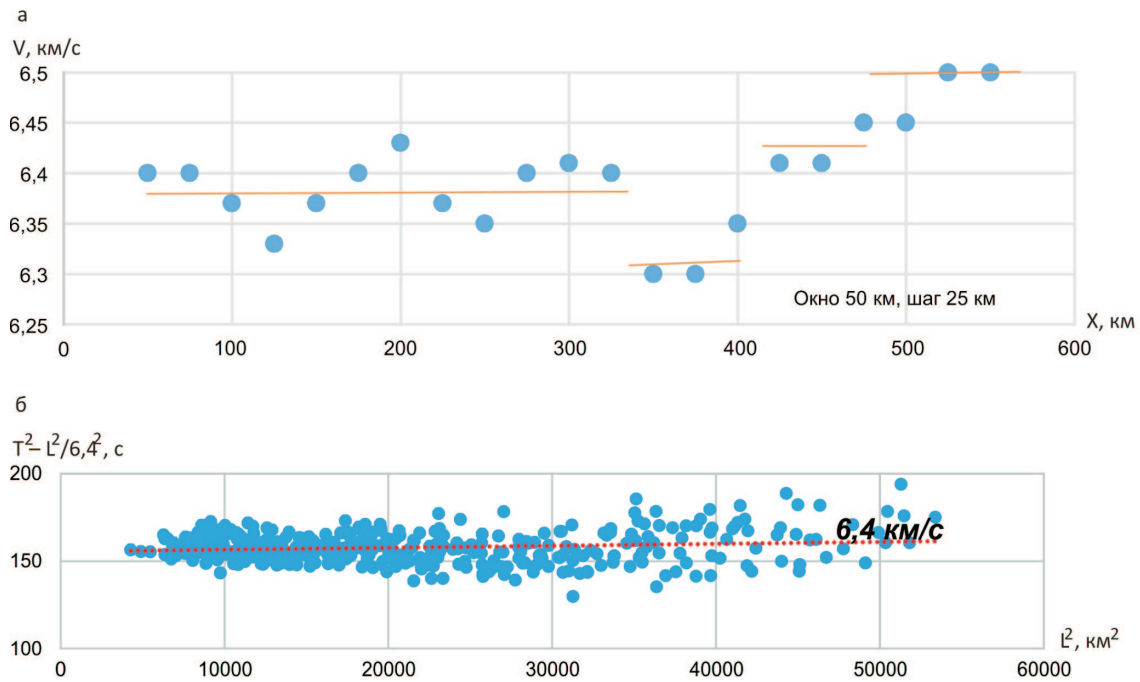 а
V, км/с
6,5
6,45
6,4
6,35
6,3
6,25
Окно 50 км, шаг 25 км
X, км
0 100 200 300 400 500 600
б
T²–L²/6,4², с
200
150
100
6,4 км/с
L², км²
0 10000 20000 30000 40000 50000 60000